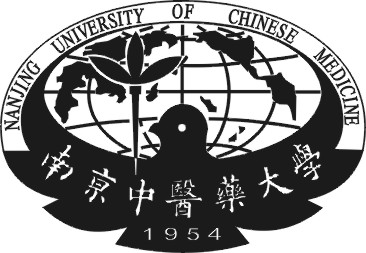 NANJING UNIVERSITY OF CHINESE MEDICINE
南京中醫藥大學
1954